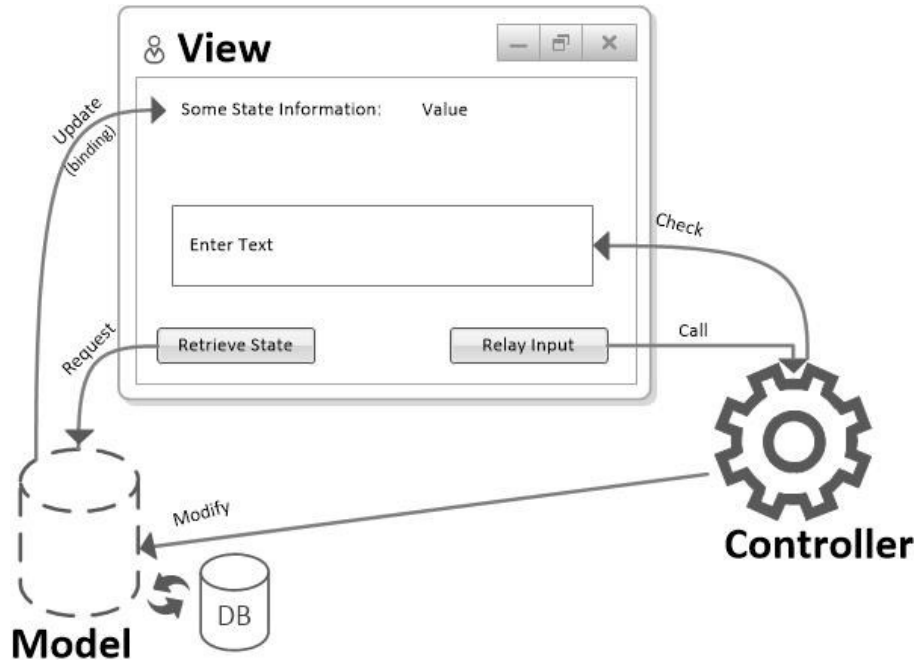 View
Some State Information: Value
Update
(binding)
Enter Text
Check
Request
Retrieve State
Relay Input
Call
Modify
Controller
DB
Model